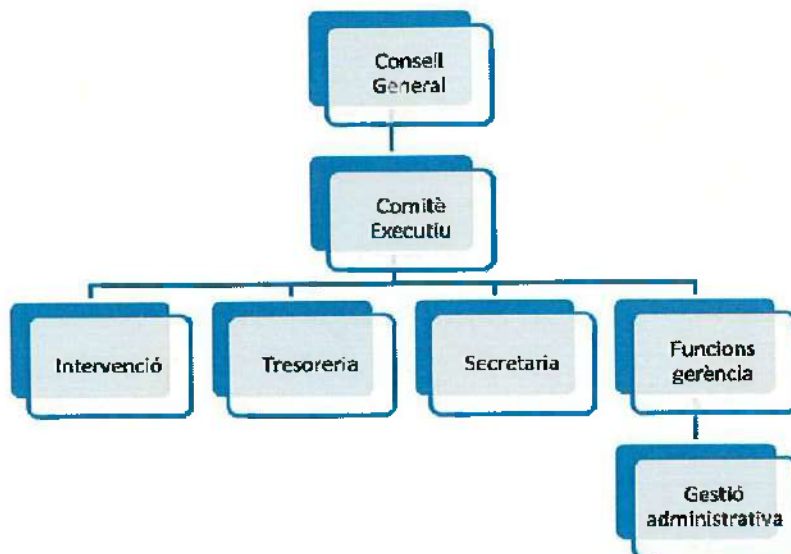 Consell
General
Comitè
Executiu
Intervenció
Tresoreria
Secretaria
Funcions
gerència
Gestió
administrativa